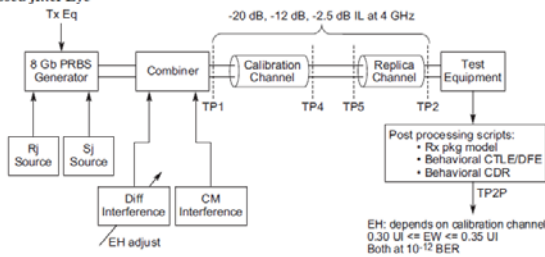 Tx Eq
-20 dB, -12 dB, -2.5 dB IL at 4 GHz
8 Gb PRBS
Generator
Combiner
Calibration
Channel
Replica
Channel
Test
Equipment
TP1
TP4
TP5
TP2
Rj
Source
Sj
Source
Diff
Interference
CM
Interference
EH adjust
Post processing scripts:
• Rx pkg model
• Behavioral CTLE/DFE
• Behavioral CDR
TP2P
EH: depends on calibration channel
0.30 UI <= EW <= 0.35 UI
Both at 10-12 BER